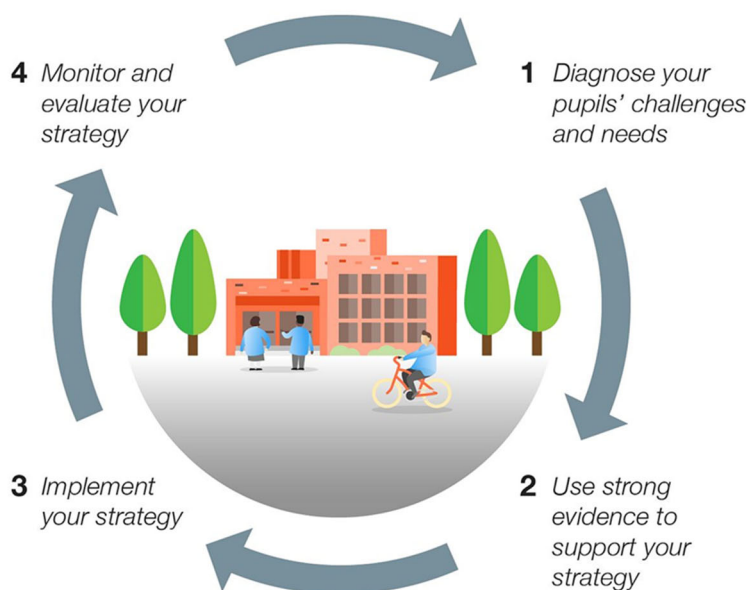 1 Diagnose your
pupils' challenges
and needs
2 Use strong
evidence to
support your
strategy
3 Implement
your strategy
4 Monitor and
evaluate your
strategy